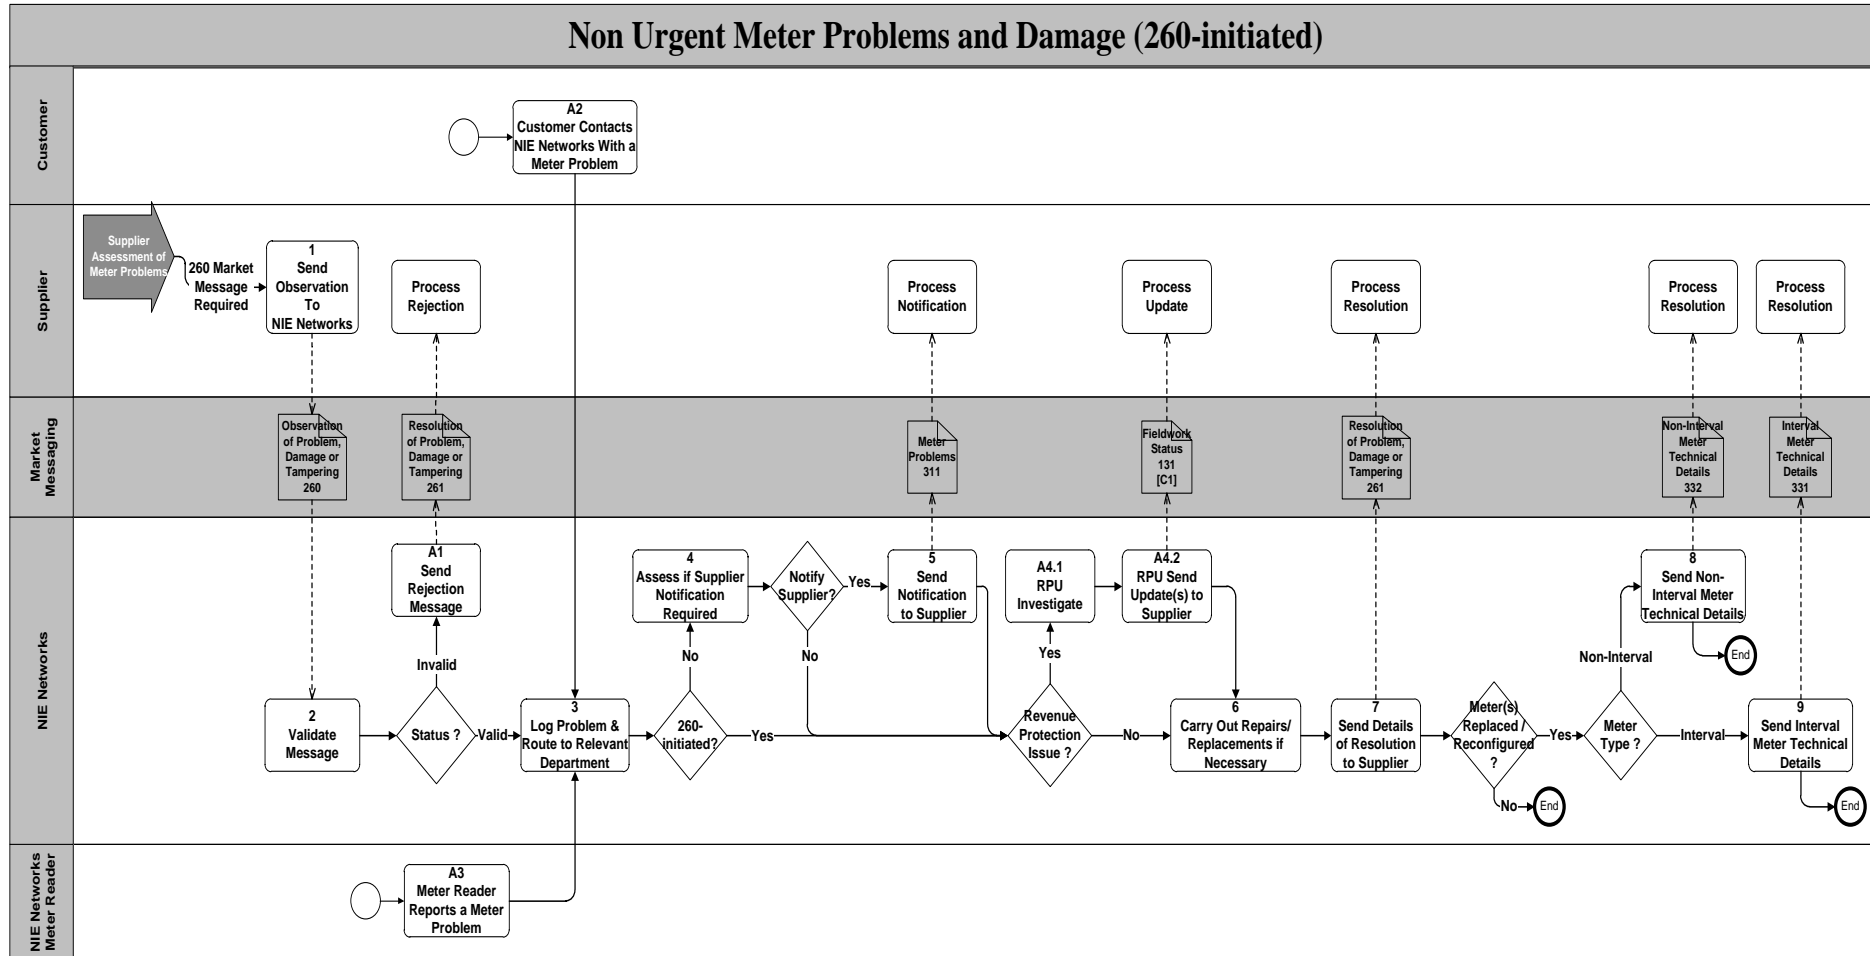 Non Urgent Meter Problems and Damage (260-initiated)
Customer
A2
Customer Contacts
NIE Networks With a
Meter Problem
Supplier
Supplier
Assessment of
Meter Problems
260 Market
Message
Required
1
Send
Observation
To
NIE Networks
Process
Rejection
Process
Notification
Process
Update
Process
Resolution
Process
Resolution
Process
Resolution
Market
Messaging
Observation
of Problem,
Damage or
Tampering
260
Resolution
of Problem,
Damage or
Tampering
261
Meter
Problems
311
Fieldwork
Status
131
[C1]
Resolution
of Problem,
Damage or
Tampering
261
Non-Interval
Meter
Technical
Details
332
Interval
Meter
Technical
Details
331
NIE Networks
A1
Send
Rejection
Message
Invalid
2
Validate
Message
Status ?
Valid
3
Log Problem &
Route to Relevant
Department
4
Assess if Supplier
Notification
Required
No
260-
initiated?
Yes
Notify
Supplier?
Yes
No
5
Send
Notification
to Supplier
A4.1
RPU
Investigate
Yes
Revenue
Protection
Issue ?
No
A4.2
RPU Send
Update(s) to
Supplier
6
Carry Out Repairs/
Replacements if
Necessary
7
Send Details
of Resolution
to Supplier
Meter(s)
Replaced /
Reconfigured
?
Yes
No
End
Meter
Type ?
Non-Interval
Interval
8
Send Non-
Interval Meter
Technical Details
End
9
Send Interval
Meter Technical
Details
End
NIE Networks
Meter Reader
A3
Meter Reader
Reports a Meter
Problem